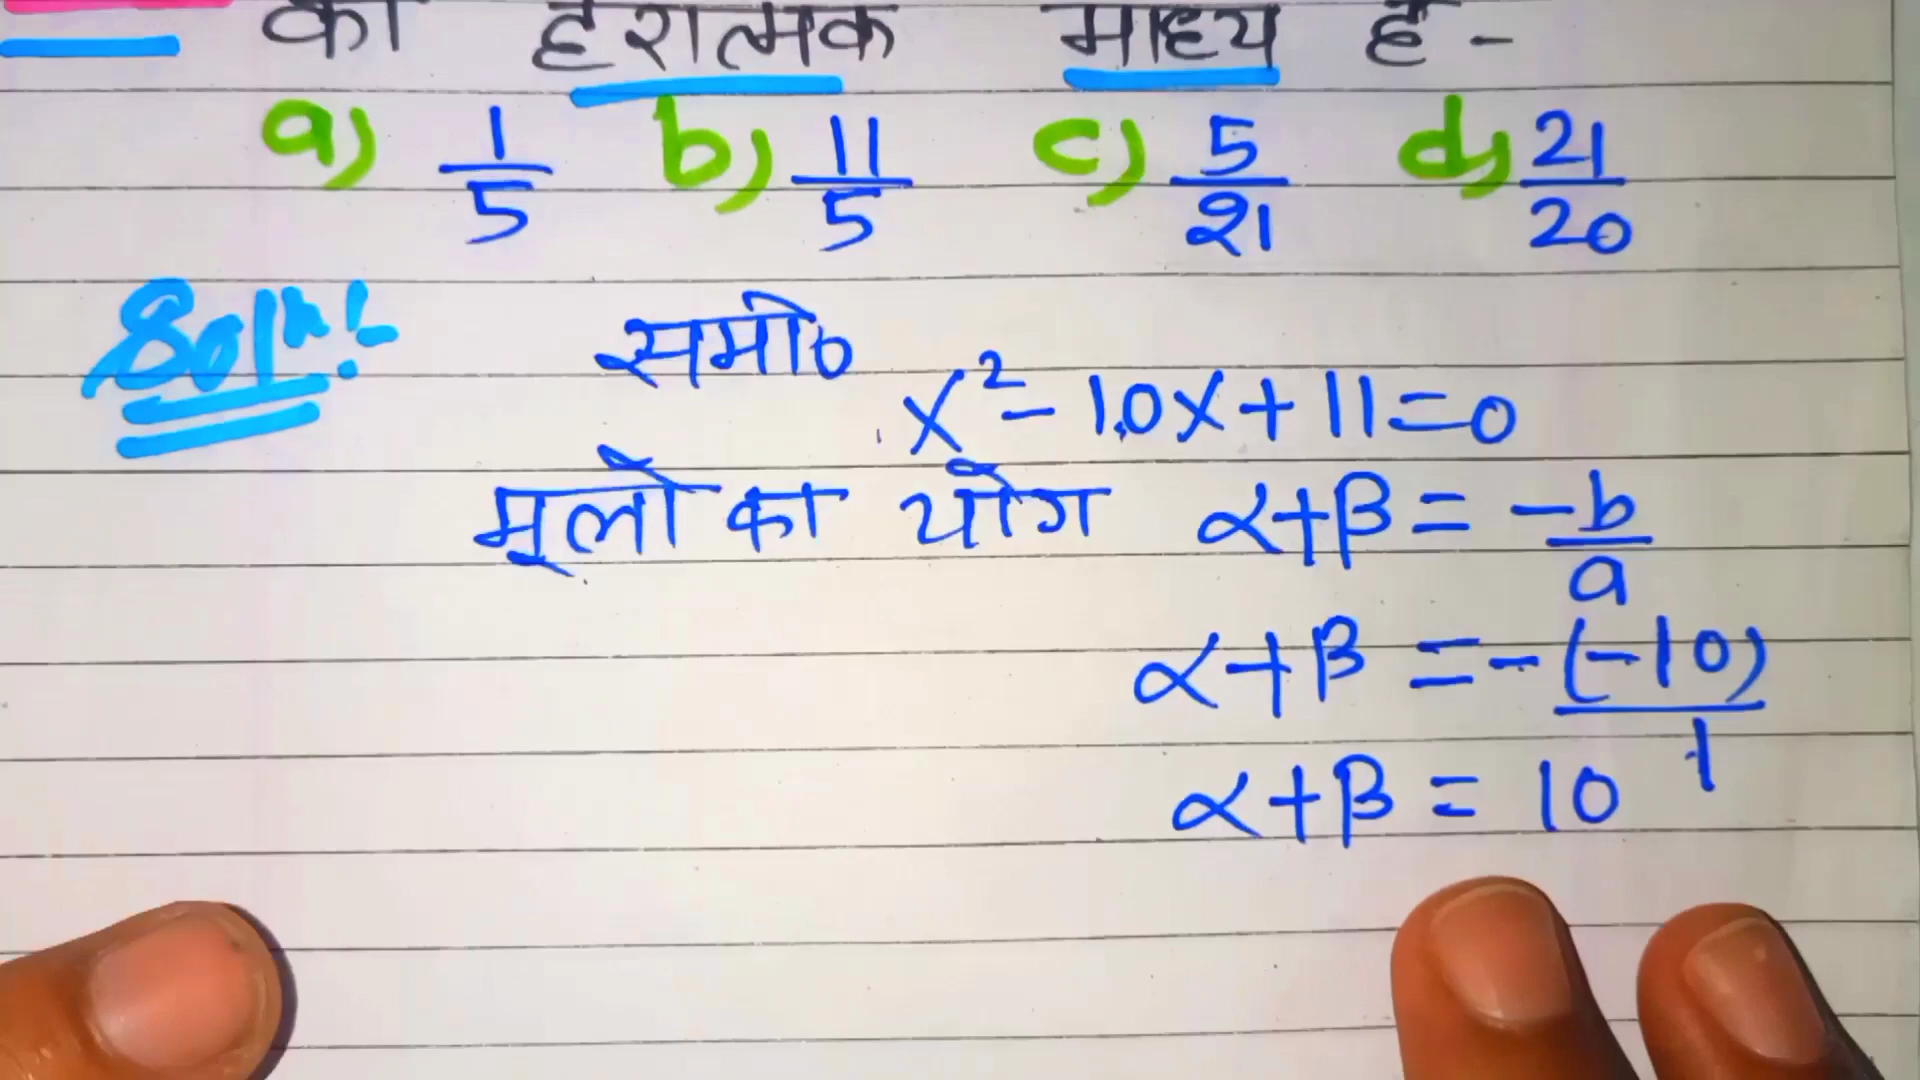 का हरात्मक माध्य है -
a) 1/5 b) 11/5 c) 5/21 d) 21/20
Solⁿ:-
समी०
x² - 10x + 11 = 0
मूलों का योग α+β = -b/a
α+β = -(-10)/1
α+β = 10